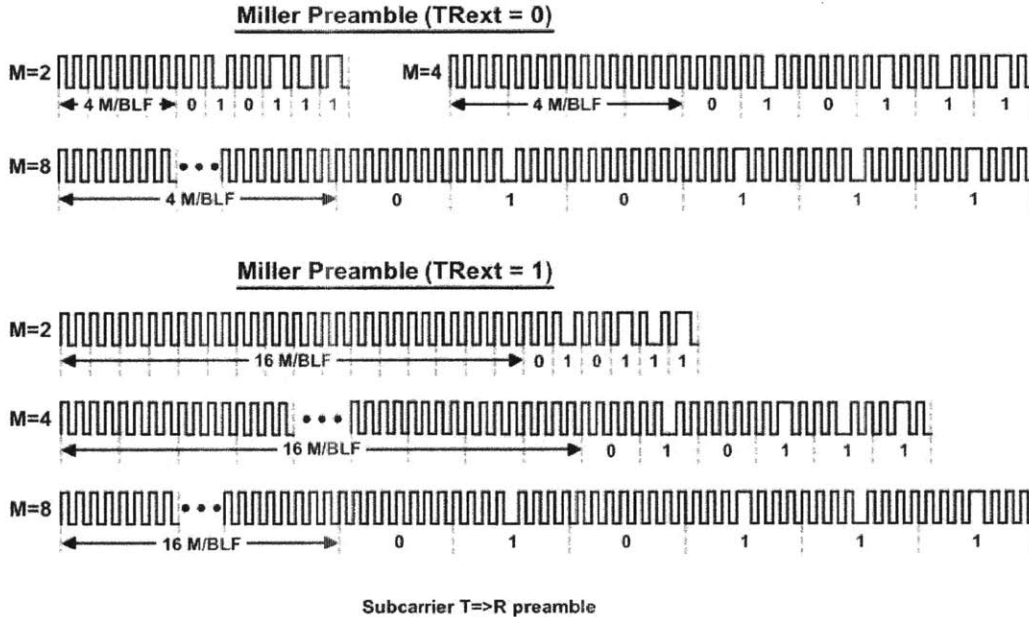 Miller Preamble (TRext = 0)
M=2
4 M/BLF 0 1 0 1 1 1
M=4
4 M/BLF 0 1 0 1 1 1
M=8
4 M/BLF 0 1 0 1 1 1
Miller Preamble (TRext = 1)
M=2
16 M/BLF 0 1 0 1 1 1
M=4
16 M/BLF 0 1 0 1 1 1
M=8
16 M/BLF 0 1 0 1 1 1
Subcarrier T=>R preamble